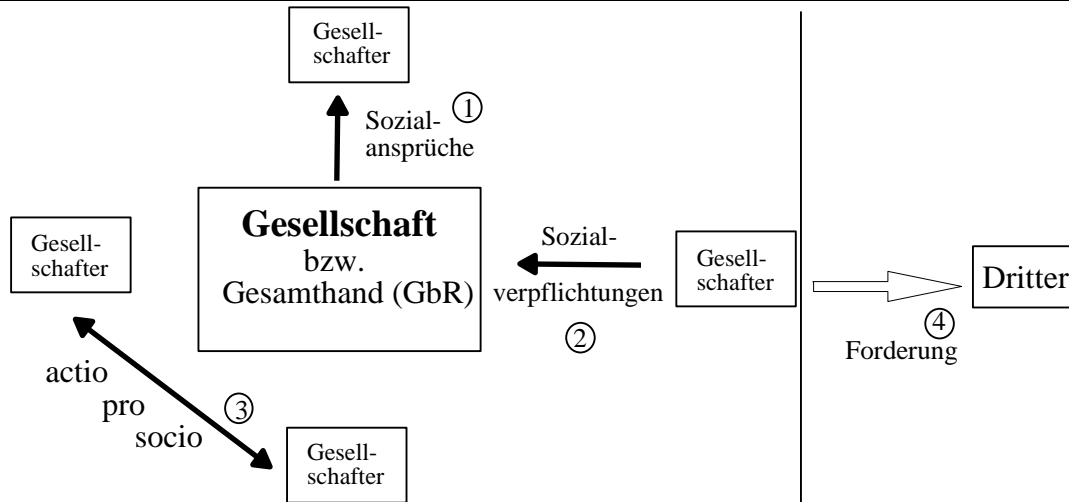 Gesell-
schafter
①
Sozial-
ansprüche
Gesellschaft
bzw.
Gesamthand (GbR)
Gesell-
schafter
Sozial-
verpflichtungen
②
Gesell-
schafter
Dritter
④
Forderung
actio
pro
socio
③
Gesell-
schafter